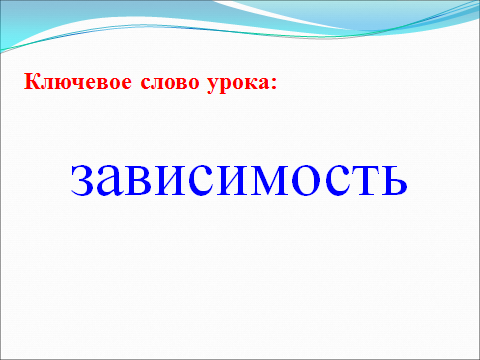 Ключевое слово урока:
зависимость